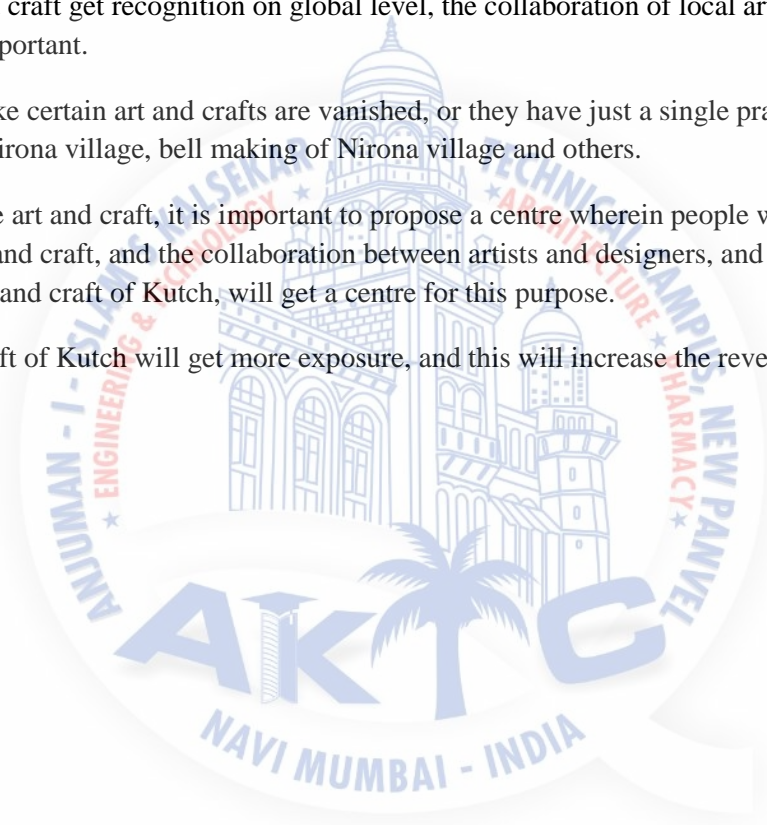 craft get recognition on global level, the collaboration of local
portant.
certain art and crafts are vanished, or they have just a single
irona village, bell making of Nirona village and others.
art and craft, it is important to propose a centre wherein people
and craft, and the collaboration between artists and designers, and
and craft of Kutch, will get a centre for this purpose.
ft of Kutch will get more exposure, and this will increase the
ANJUMAN - I - ISLAM'S KALSEKAR TECHNICAL CAMPUS, NEW PANVEL
★ ENGINEERING & TECHNOLOGY ★ ★ ARCHITECTURE ★ PHARMACY ★
AKTC
NAVI MUMBAI - INDIA